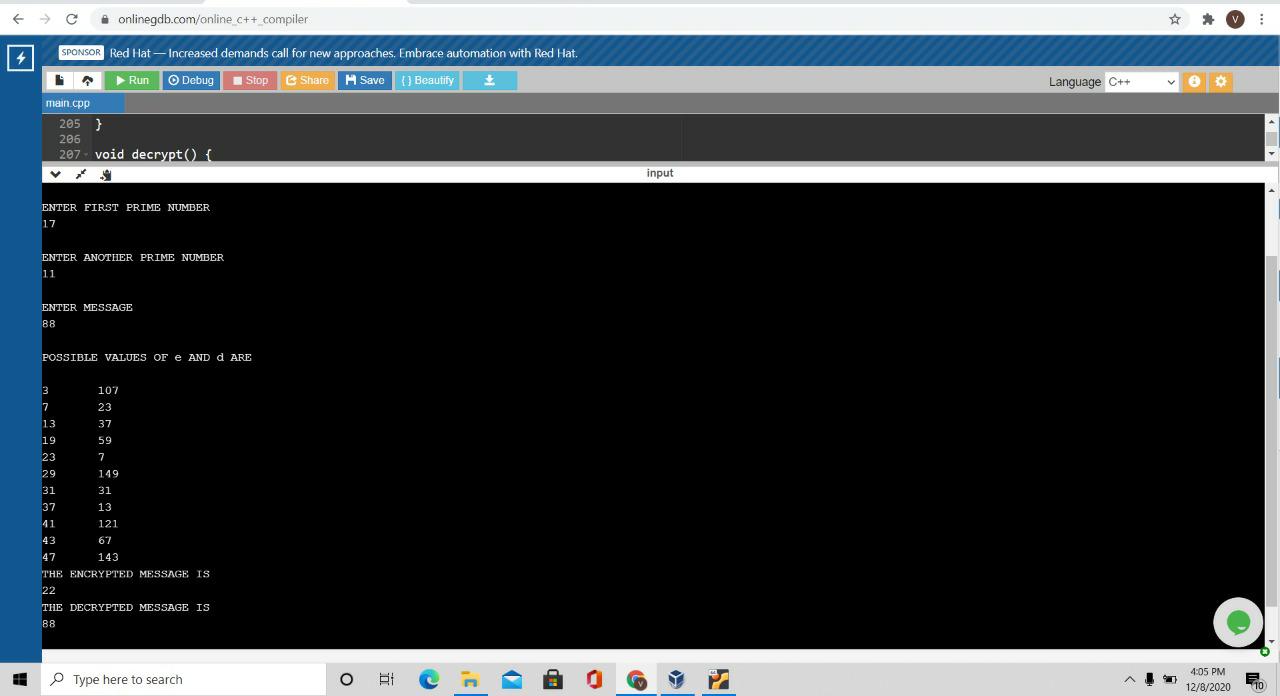 onlinegdb.com/online_c++_compiler
V
SPONSOR Red Hat — Increased demands call for new approaches. Embrace automation with Red Hat.
Run Debug Stop Share Save { } Beautify
Language C++
main.cpp
205 }
206
207 void decrypt() {
input
ENTER FIRST PRIME NUMBER
17
ENTER ANOTHER PRIME NUMBER
11
ENTER MESSAGE
88
POSSIBLE VALUES OF e AND d ARE
3 107
7 23
13 37
19 59
23 7
29 149
31 31
37 13
41 121
43 67
47 143
THE ENCRYPTED MESSAGE IS
22
THE DECRYPTED MESSAGE IS
88
Type here to search
4:05 PM
12/8/2020
10